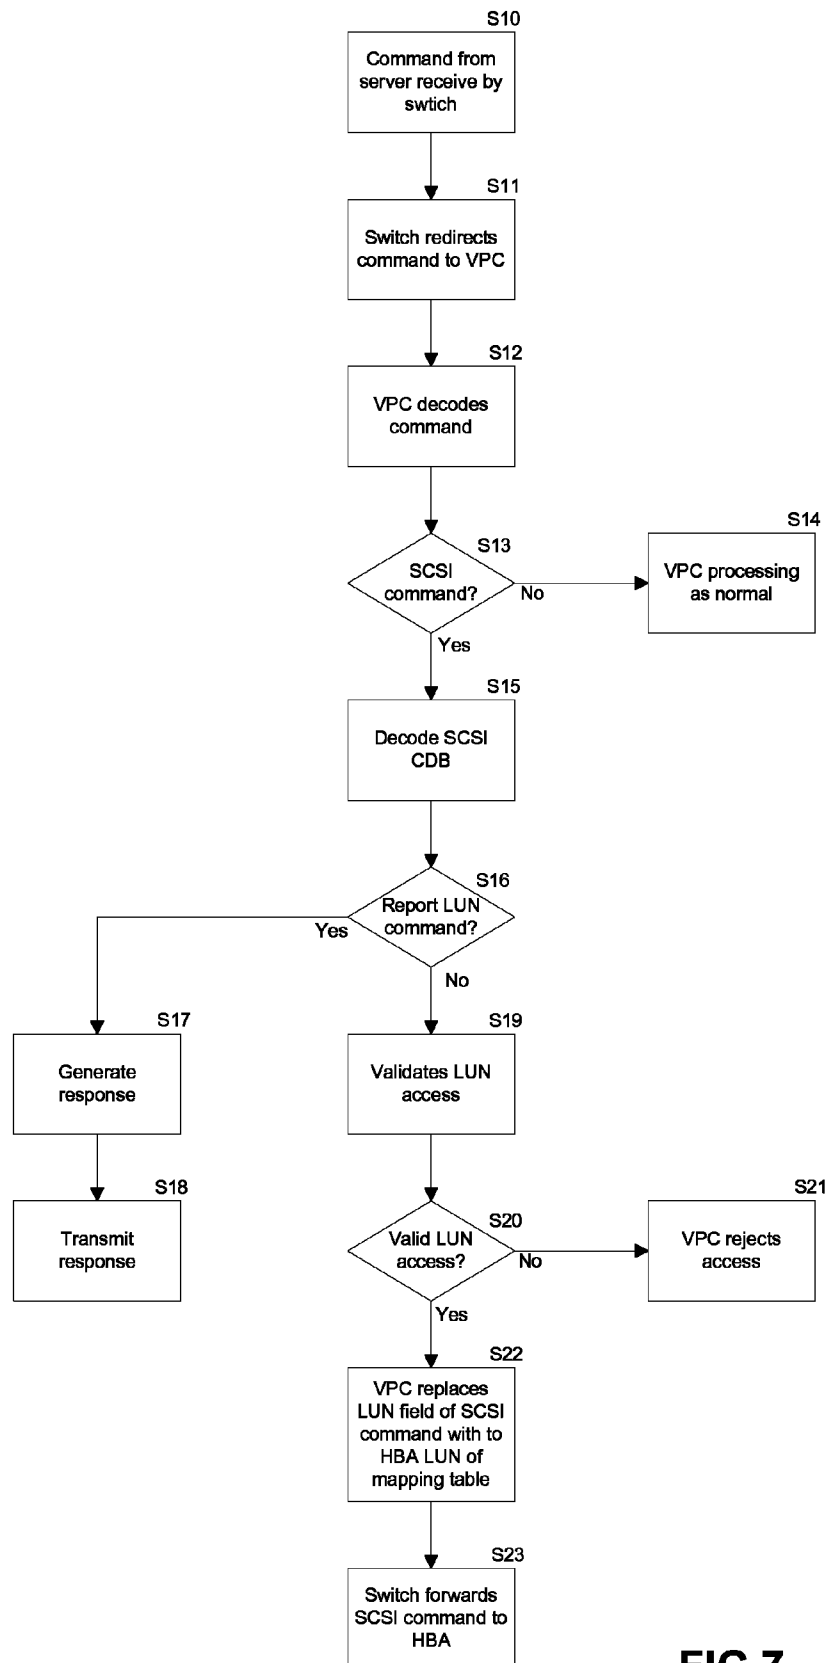 S10
Command from
server receive by
swtich
S11
Switch redirects
command to VPC
S12
VPC decodes
command
S13
SCSI
command?
No
Yes
S14
VPC processing
as normal
S15
Decode SCSI
CDB
S16
Report LUN
command?
Yes
No
S17
Generate
response
S18
Transmit
response
S19
Validates LUN
access
S20
Valid LUN
access?
No
Yes
S21
VPC rejects
access
S22
VPC replaces
LUN field of SCSI
command with to
HBA LUN of
mapping table
S23
Switch forwards
SCSI command to
HBA
FIG 7